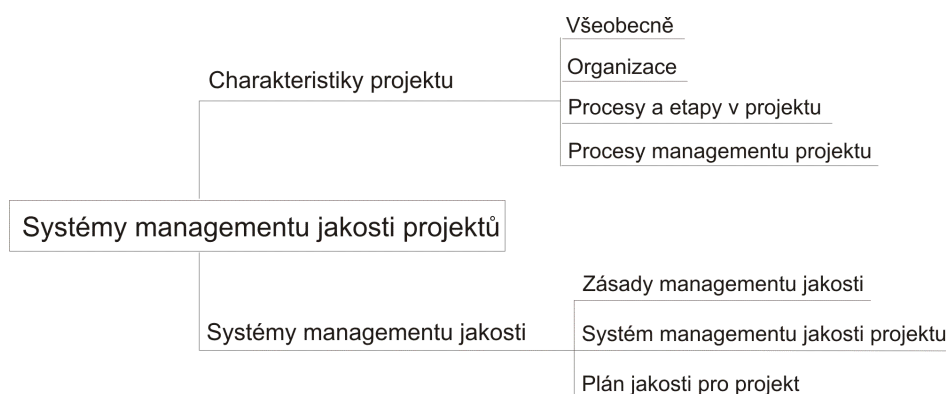 Všeobecně
Charakteristiky projektu
Organizace
Procesy a etapy v projektu
Procesy managementu projektu
Systémy managementu jakosti projektů
Zásady managementu jakosti
Systémy managementu jakosti
Systém managementu jakosti projektu
Plán jakosti pro projekt